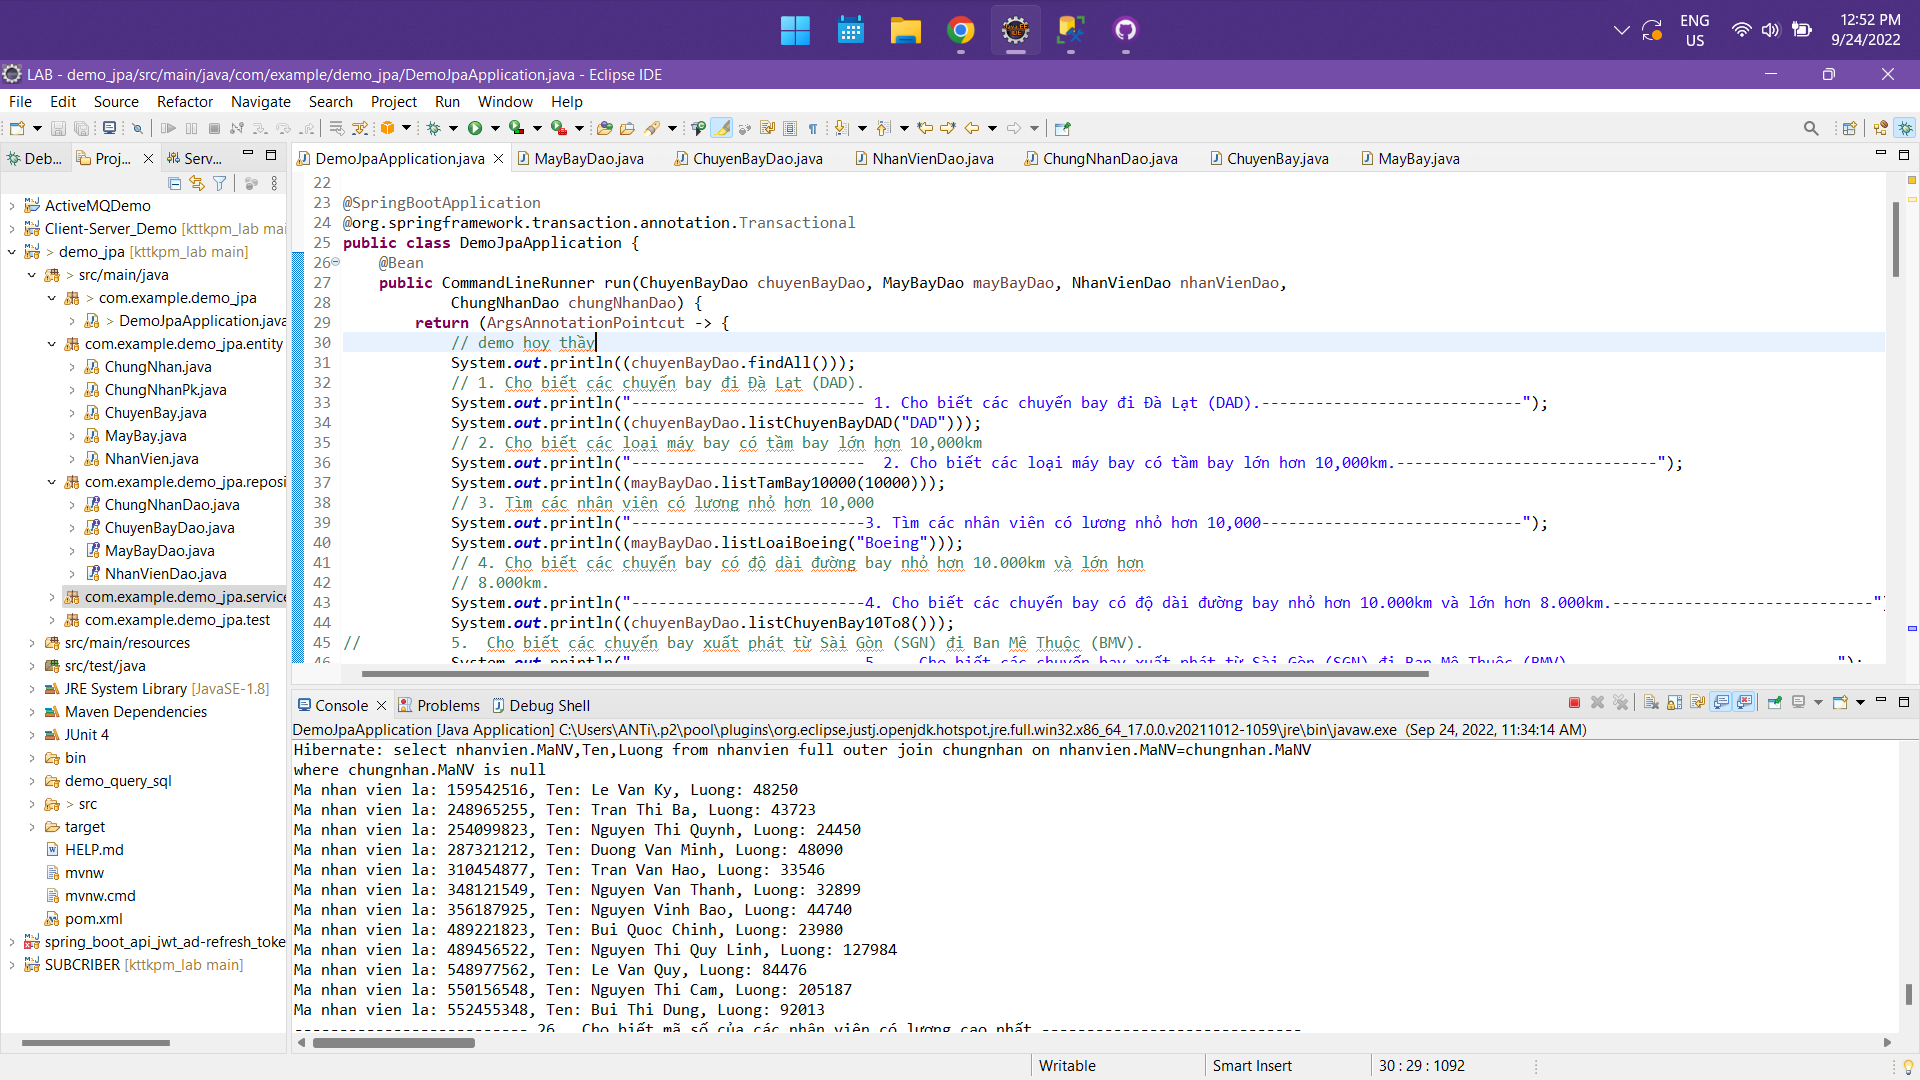 ENG
US
12:52 PM
9/24/2022
LAB - demo_jpa/src/main/java/com/example/demo_jpa/DemoJpaApplication.java - Eclipse IDE
File Edit Source Refactor Navigate Search Project Run Window Help
Deb... Proj... Serv...
ActiveMQDemo
Client-Server_Demo [kttkpm_lab mai
> demo_jpa [kttkpm_lab main]
> src/main/java
> com.example.demo_jpa
> DemoJpaApplication.java
com.example.demo_jpa.entity
ChungNhan.java
ChungNhanPk.java
ChuyenBay.java
MayBay.java
NhanVien.java
com.example.demo_jpa.reposi
ChungNhanDao.java
ChuyenBayDao.java
MayBayDao.java
NhanVienDao.java
com.example.demo_jpa.service
com.example.demo_jpa.test
src/main/resources
src/test/java
JRE System Library [JavaSE-1.8]
Maven Dependencies
JUnit 4
bin
demo_query_sql
> src
target
HELP.md
mvnw
mvnw.cmd
pom.xml
spring_boot_api_jwt_ad-refresh_toke
SUBCRIBER [kttkpm_lab main]
DemoJpaApplication.java MayBayDao.java ChuyenBayDao.java NhanVienDao.java ChungNhanDao.java ChuyenBay.java MayBay.java
22
23 @SpringBootApplication
24 @org.springframework.transaction.annotation.Transactional
25 public class DemoJpaApplication {
26 @Bean
27 public CommandLineRunner run(ChuyenBayDao chuyenBayDao, MayBayDao mayBayDao, NhanVienDao nhanVienDao,
28 ChungNhanDao chungNhanDao) {
29 return (ArgsAnnotationPointcut -> {
30 // demo hoy thầy
31 System.out.println((chuyenBayDao.findAll()));
32 // 1. Cho biết các chuyến bay đi Đà Lạt (DAD).
33 System.out.println("-------------------------- 1. Cho biết các chuyến bay đi Đà Lạt (DAD).-----------------------------");
34 System.out.println((chuyenBayDao.listChuyenBayDAD("DAD")));
35 // 2. Cho biết các loại máy bay có tầm bay lớn hơn 10,000km
36 System.out.println("--------------------------  2. Cho biết các loại máy bay có tầm bay lớn hơn 10,000km.-----------------------------");
37 System.out.println((mayBayDao.listTamBay10000(10000)));
38 // 3. Tìm các nhân viên có lương nhỏ hơn 10,000
39 System.out.println("--------------------------3. Tìm các nhân viên có lương nhỏ hơn 10,000-----------------------------");
40 System.out.println((mayBayDao.listLoaiBoeing("Boeing")));
41 // 4. Cho biết các chuyến bay có độ dài đường bay nhỏ hơn 10.000km và lớn hơn
42 // 8.000km.
43 System.out.println("--------------------------4. Cho biết các chuyến bay có độ dài đường bay nhỏ hơn 10.000km và lớn hơn 8.000km.-----------------------------")
44 System.out.println((chuyenBayDao.listChuyenBay10To8()));
45 // 5. Cho biết các chuyến bay xuất phát từ Sài Gòn (SGN) đi Ban Mê Thuộc (BMV).
46 System.out.println("--------------------------5. Cho biết các chuyến bay xuất phát từ Sài Gòn (SGN) đi Ban Mê Thuộc (BMV).-----------------------------");
Console Problems Debug Shell
DemoJpaApplication [Java Application] C:\Users\ANTi\.p2\pool\plugins\org.eclipse.justj.openjdk.hotspot.jre.full.win32.x86_64_17.0.0.v20211012-1059\jre\bin\javaw.exe (Sep 24, 2022, 11:34:14 AM)
Hibernate: select nhanvien.MaNV,Ten,Luong from nhanvien full outer join chungnhan on nhanvien.MaNV=chungnhan.MaNV
where chungnhan.MaNV is null
Ma nhan vien la: 159542516, Ten: Le Van Ky, Luong: 48250
Ma nhan vien la: 248965255, Ten: Tran Thi Ba, Luong: 43723
Ma nhan vien la: 254099823, Ten: Nguyen Thi Quynh, Luong: 24450
Ma nhan vien la: 287321212, Ten: Duong Van Minh, Luong: 48090
Ma nhan vien la: 310454877, Ten: Tran Van Hao, Luong: 33546
Ma nhan vien la: 348121549, Ten: Nguyen Van Thanh, Luong: 32899
Ma nhan vien la: 356187925, Ten: Nguyen Vinh Bao, Luong: 44740
Ma nhan vien la: 489221823, Ten: Bui Quoc Chinh, Luong: 23980
Ma nhan vien la: 489456522, Ten: Nguyen Thi Quy Linh, Luong: 127984
Ma nhan vien la: 548977562, Ten: Le Van Quy, Luong: 84476
Ma nhan vien la: 550156548, Ten: Nguyen Thi Cam, Luong: 205187
Ma nhan vien la: 552455348, Ten: Bui Thi Dung, Luong: 92013
-------------------------- 26. Cho biết mã số của các nhân viên có lương cao nhất.-----------------------------
Writable Smart Insert 30 : 29 : 1092